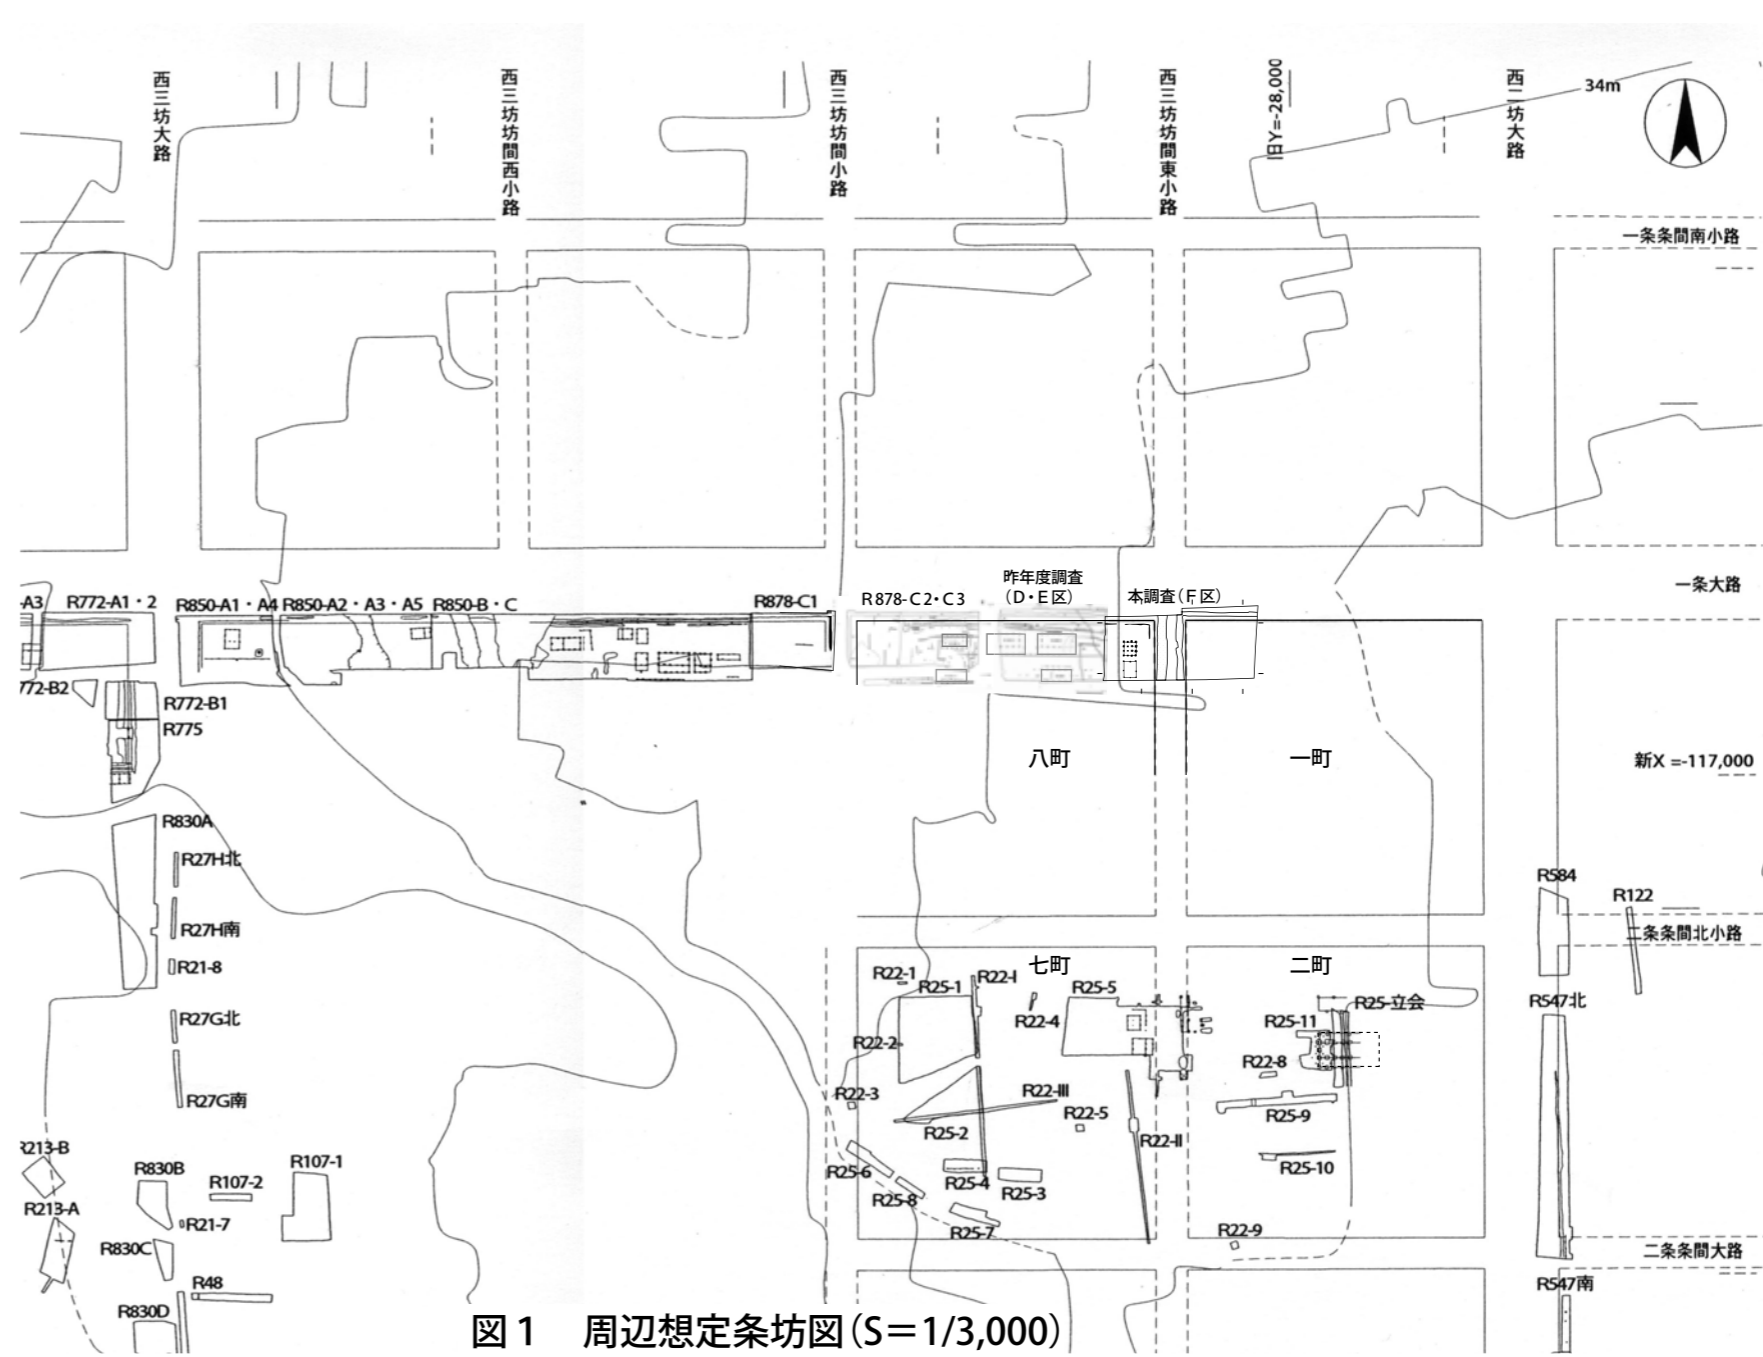 西三坊大路
西三坊坊間西小路
西三坊坊間小路
西三坊坊間東小路
旧Y=-28,000
西二坊大路
34m
一条条間南小路
一条大路
昨年度調査
（D・E区）
本調査（F区）
-A3
R772-A1・2
R850-A1・A4
R850-A2・A3・A5
R850-B・C
R878-C1
R878-C2・C3
772-B2
R772-B1
R775
八町
一町
新X =-117,000
R830A
R27H北
R27H南
R21-8
R27G北
R27G南
R584
R122
二条条間北小路
七町
二町
R22-1
R25-1
R22-I
R25-5
R22-4
R22-2
R25-立会
R25-11
R22-8
R547北
R22-3
R22-III
R22-5
R25-9
R25-2
R22-II
R25-10
R25-6
R25-8
R25-4
R25-3
R25-7
R22-9
R213-B
R830B
R107-2
R107-1
R213-A
R21-7
R830C
R48
R830D
二条条間大路
R547南
図1　周辺想定条坊図（S＝1/3,000）